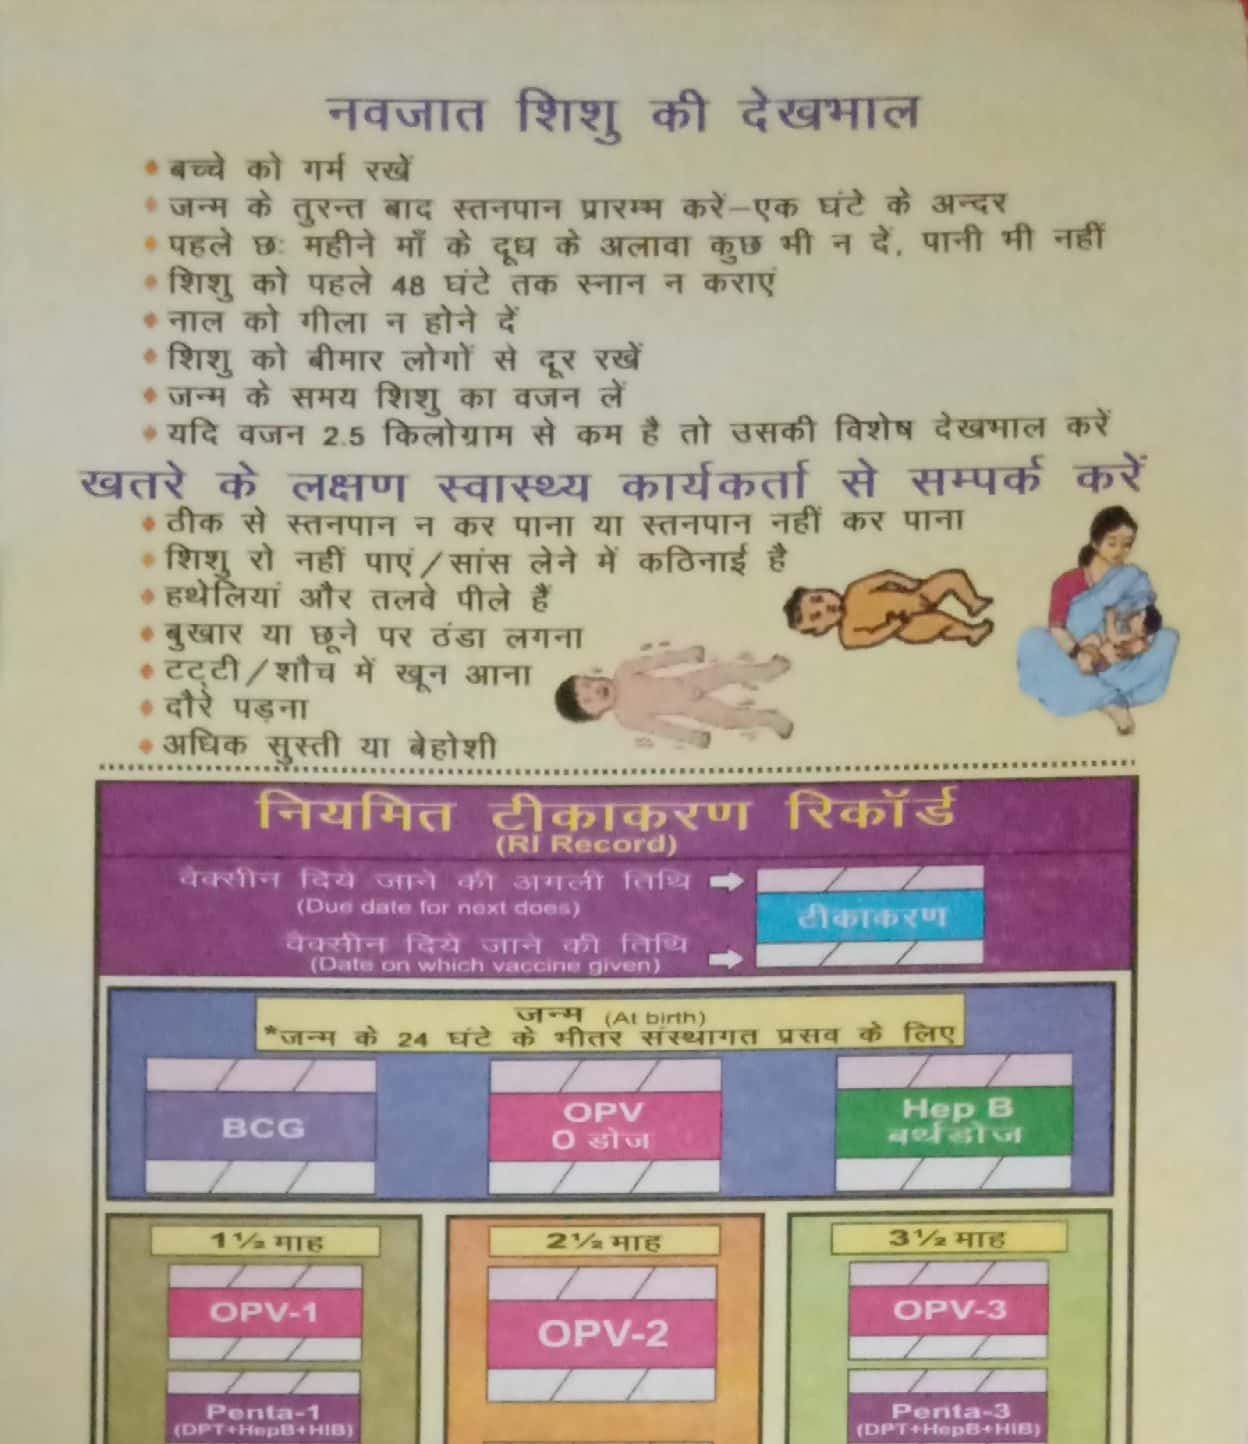 नवजात शिशु की देखभाल
बच्चे को गर्म रखें
जन्म के तुरन्त बाद स्तनपान प्रारम्भ करें–एक घंटे के अन्दर
पहले छः महीने माँ के दूध के अलावा कुछ भी न दें, पानी भी नहीं
शिशु को पहले 48 घंटे तक स्नान न कराएं
नाल को गीला न होने दें
शिशु को बीमार लोगों से दूर रखें
जन्म के समय शिशु का वजन लें
यदि वजन 2.5 किलोग्राम से कम है तो उसकी विशेष देखभाल करें
खतरे के लक्षण स्वास्थ्य कार्यकर्ता से सम्पर्क करें
ठीक से स्तनपान न कर पाना या स्तनपान नहीं कर पाना
शिशु रो नहीं पाएं/सांस लेने में कठिनाई है
हथेलियां और तलवे पीले हैं
बुखार या छूने पर ठंडा लगना
टट्टी/शौच में खून आना
दौरे पड़ना
अधिक सुस्ती या बेहोशी
नियमित टीकाकरण रिकॉर्ड
(RI Record)
वैक्सीन दिये जाने की अगली तिथि
(Due date for next does)
टीकाकरण
वैक्सीन दिये जाने की तिथि
(Date on which vaccine given)
जन्म (At birth)
*जन्म के 24 घंटे के भीतर संस्थागत प्रसव के लिए
BCG
OPV
0 डोज
Hep B
बर्थडोज
1½ माह
2½ माह
3½ माह
OPV-1
OPV-2
OPV-3
Penta-1
(DPT+HepB+HIB)
Penta-3
(DPT+HepB+HIB)